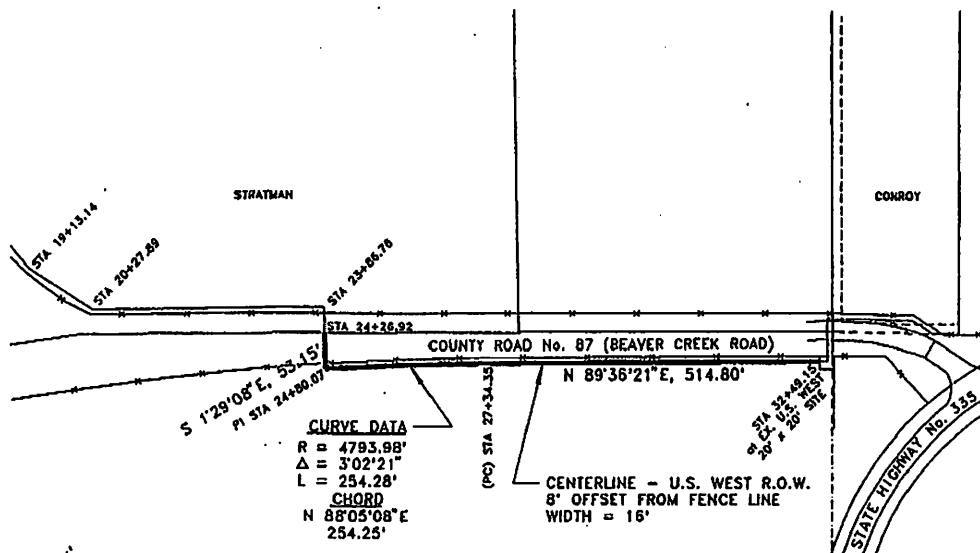 STRATMAN
CONROY
STA 19+13.14
STA 20+27.89
STA 23+86.76
STA 24+26.92
COUNTY ROAD No. 87 (BEAVER CREEK ROAD)
S 1°29'08"E, 53.15'
PI STA 24+80.07
N 89°36'21"E, 514.80'
(PC) STA 27+34.35
STA 32+49.15
@ EX. U.S. WEST
20' x 20' SITE
STATE HIGHWAY No. 335
CURVE DATA
R = 4793.98'
Δ = 3°02'21"
L = 254.28'
CHORD
N 88°05'08"E
254.25'
CENTERLINE - U.S. WEST R.O.W.
8' OFFSET FROM FENCE LINE
WIDTH = 16'